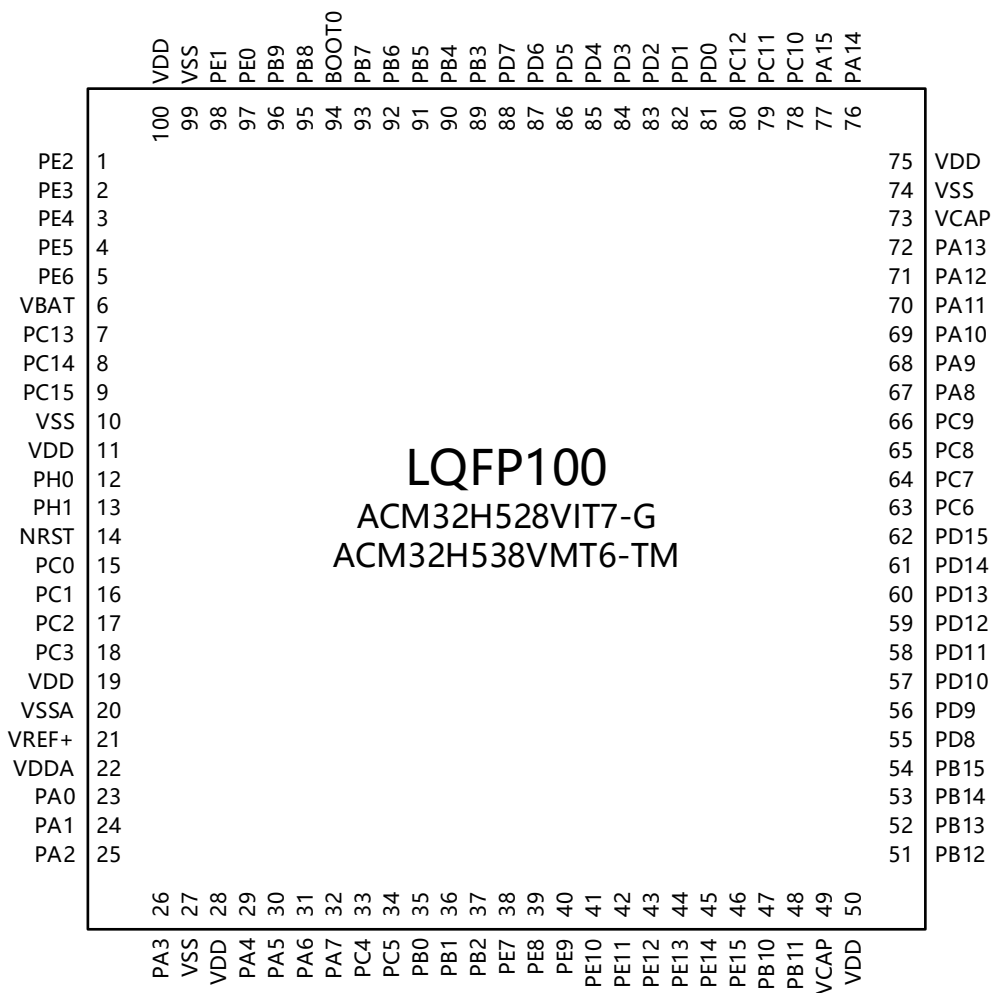 VDD VSS PE1 PE0 PB9 PB8 BOOT0 PB7 PB6 PB5 PB4 PB3 PD7 PD6 PD5 PD4 PD3 PD2 PD1 PD0 PC12 PC11 PC10 PA15 PA14
100 99 98 97 96 95 94 93 92 91 90 89 88 87 86 85 84 83 82 81 80 79 78 77 76
PE2 1 75 VDD
PE3 2 74 VSS
PE4 3 73 VCAP
PE5 4 72 PA13
PE6 5 71 PA12
VBAT 6 70 PA11
PC13 7 69 PA10
PC14 8 68 PA9
PC15 9 67 PA8
VSS 10 66 PC9
VDD 11 65 PC8
PH0 12 64 PC7
PH1 13 63 PC6
NRST 14 62 PD15
PC0 15 61 PD14
PC1 16 60 PD13
PC2 17 59 PD12
PC3 18 58 PD11
VDD 19 57 PD10
VSSA 20 56 PD9
VREF+ 21 55 PD8
VDDA 22 54 PB15
PA0 23 53 PB14
PA1 24 52 PB13
PA2 25 51 PB12
LQFP100
ACM32H528VIT7-G
ACM32H538VMT6-TM
26 27 28 29 30 31 32 33 34 35 36 37 38 39 40 41 42 43 44 45 46 47 48 49 50
PA3 VSS VDD PA4 PA5 PA6 PA7 PC4 PC5 PB0 PB1 PB2 PE7 PE8 PE9 PE10 PE11 PE12 PE13 PE14 PE15 PB10 PB11 VCAP VDD